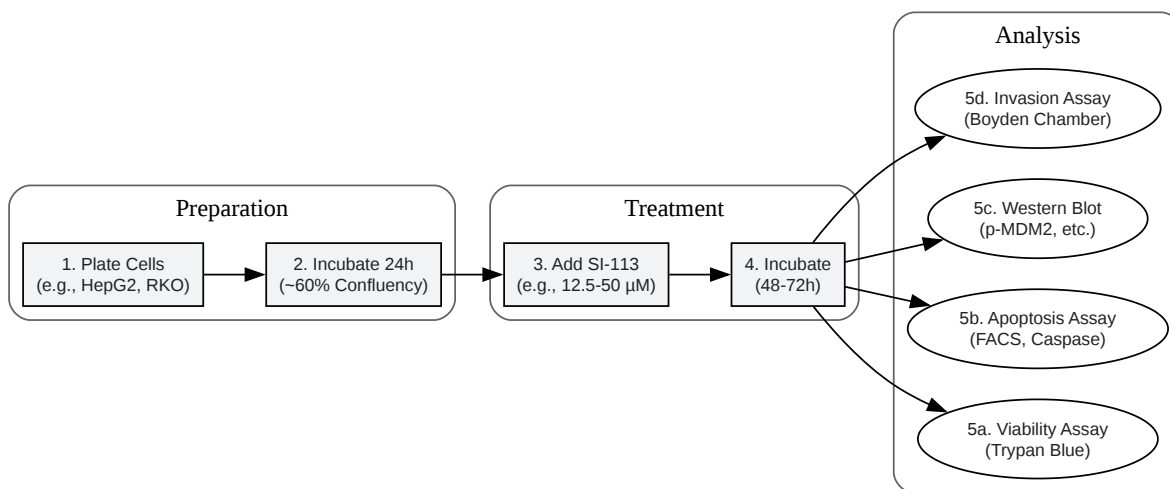 Preparation
1. Plate Cells
(e.g., HepG2, RKO)
2. Incubate 24h
(~60% Confluency)
Treatment
3. Add SI-113
(e.g., 12.5-50 µM)
4. Incubate
(48-72h)
Analysis
5d. Invasion Assay
(Boyden Chamber)
5c. Western Blot
(p-MDM2, etc.)
5b. Apoptosis Assay
(FACS, Caspase)
5a. Viability Assay
(Trypan Blue)